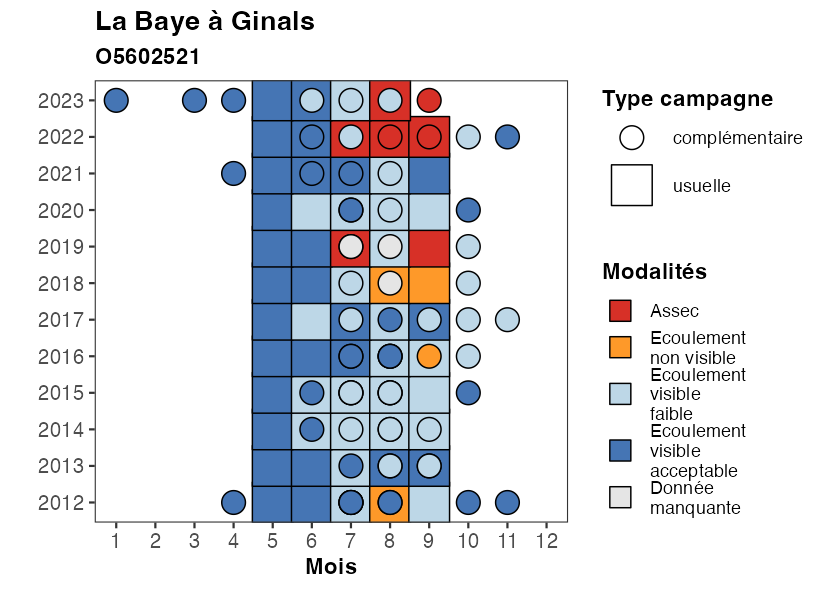 La Baye à Ginals
O5602521
2023
2022
2021
2020
2019
2018
2017
2016
2015
2014
2013
2012
1 2 3 4 5 6 7 8 9 10 11 12
Mois
Type campagne
complémentaire
usuelle
Modalités
Assec
Ecoulement
non visible
Ecoulement
visible
faible
Ecoulement
visible
acceptable
Donnée
manquante